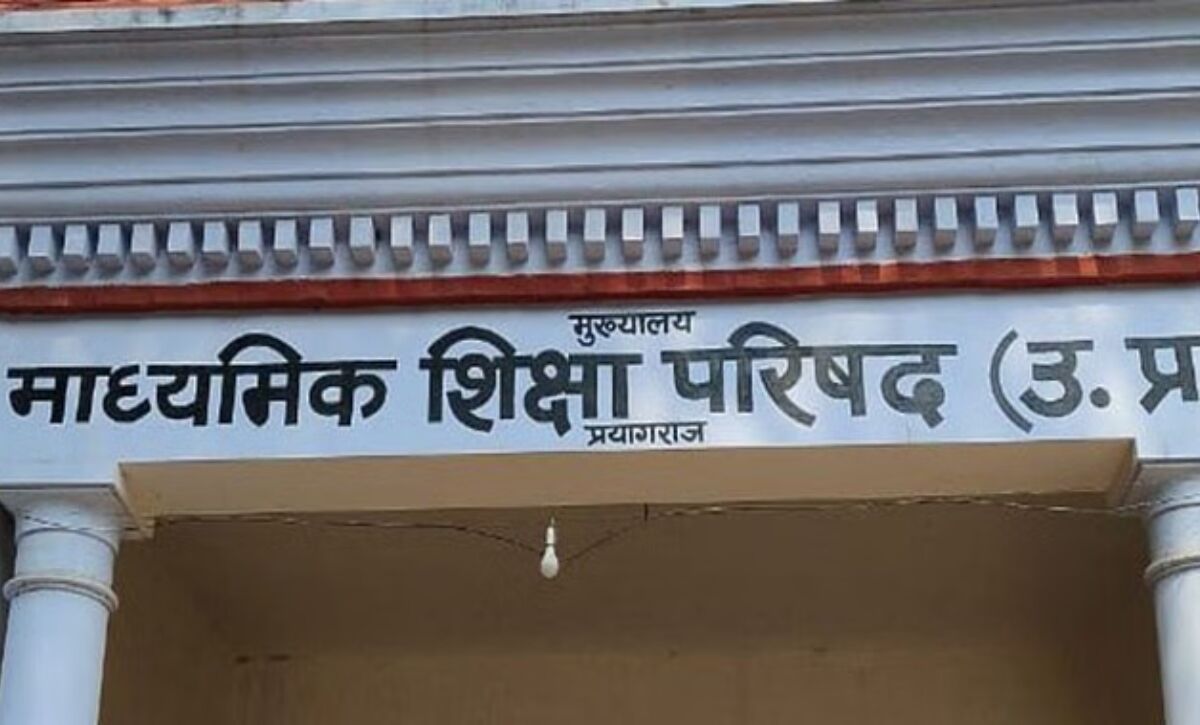 मुख्यालय
माध्यमिक शिक्षा परिषद (उ. प्र
प्रयागराज